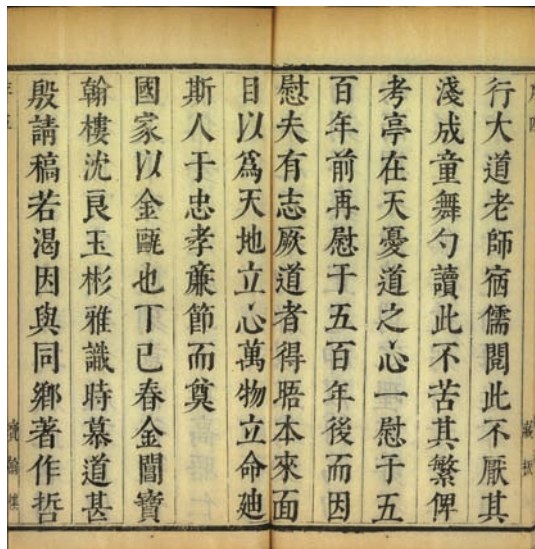 行大道老師宿儒閱此不厭其
淺成童舞勺讀此不苦其繁俾
考亭在天憂道之心一慰于五
百年前再慰于五百年後而因
慰夫有志厥道者得晤本來面
目以爲天地立心萬物立命廸
斯人于忠孝亷節而奠
國家以金甌也丁巳春金閶寶
翰樓沈良玉彬雅識時慕道甚
殷請稿若渴因與同鄉著作哲